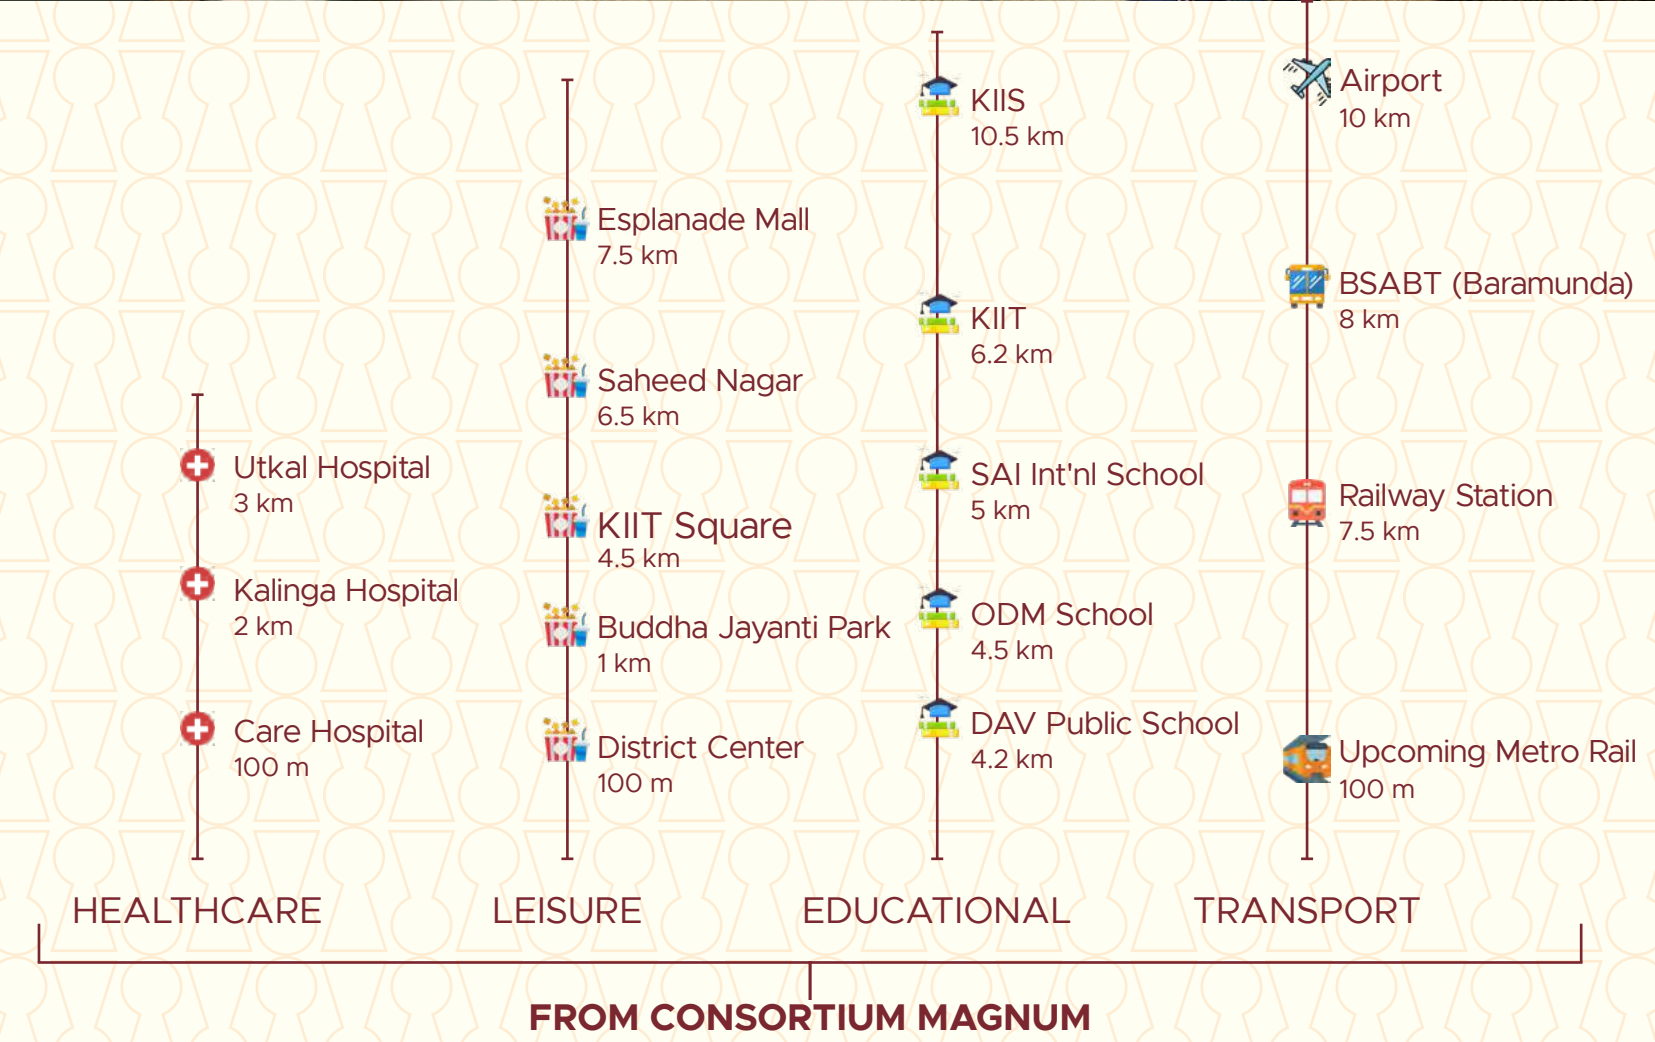 Utkal Hospital
3 km
Kalinga Hospital
2 km
Care Hospital
100 m
HEALTHCARE
Esplanade Mall
7.5 km
Saheed Nagar
6.5 km
KIIT Square
4.5 km
Buddha Jayanti Park
1 km
District Center
100 m
LEISURE
KIIS
10.5 km
KIIT
6.2 km
SAI Int'nl School
5 km
ODM School
4.5 km
DAV Public School
4.2 km
EDUCATIONAL
Airport
10 km
BSABT (Baramunda)
8 km
Railway Station
7.5 km
Upcoming Metro Rail
100 m
TRANSPORT
FROM CONSORTIUM MAGNUM